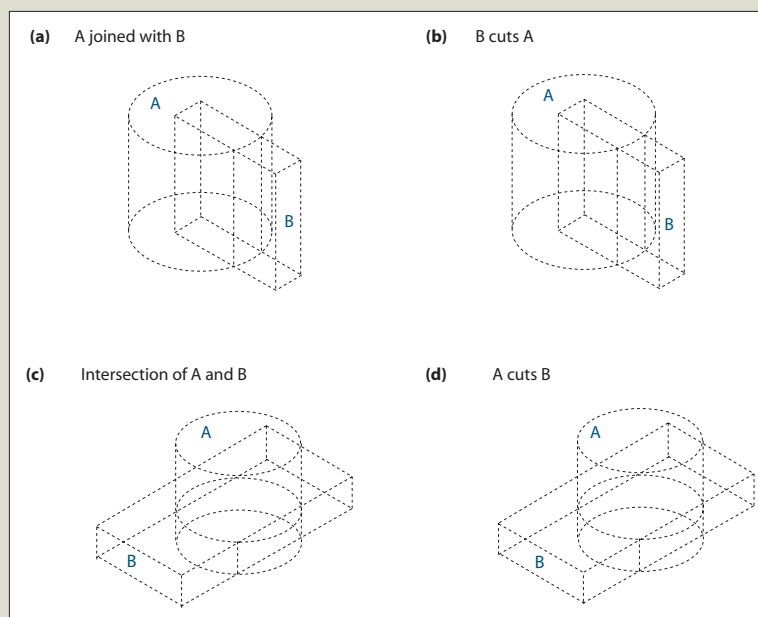 (a) A joined with B
(b) B cuts A
A
B
A
B
(c) Intersection of A and B
(d) A cuts B
A
B
A
B